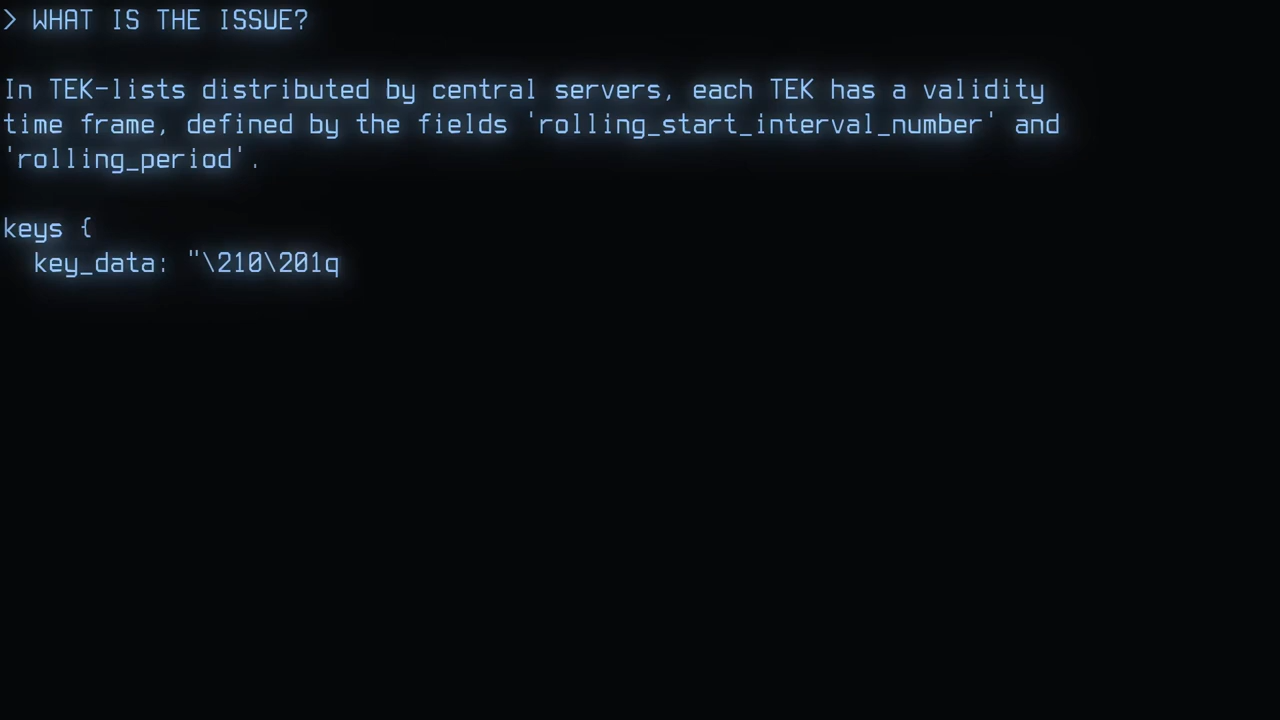 > WHAT IS THE ISSUE?
In TEK-lists distributed by central servers, each TEK has a validity
time frame, defined by the fields 'rolling_start_interval_number' and
'rolling_period'.
keys {
key_data: "\210\201q